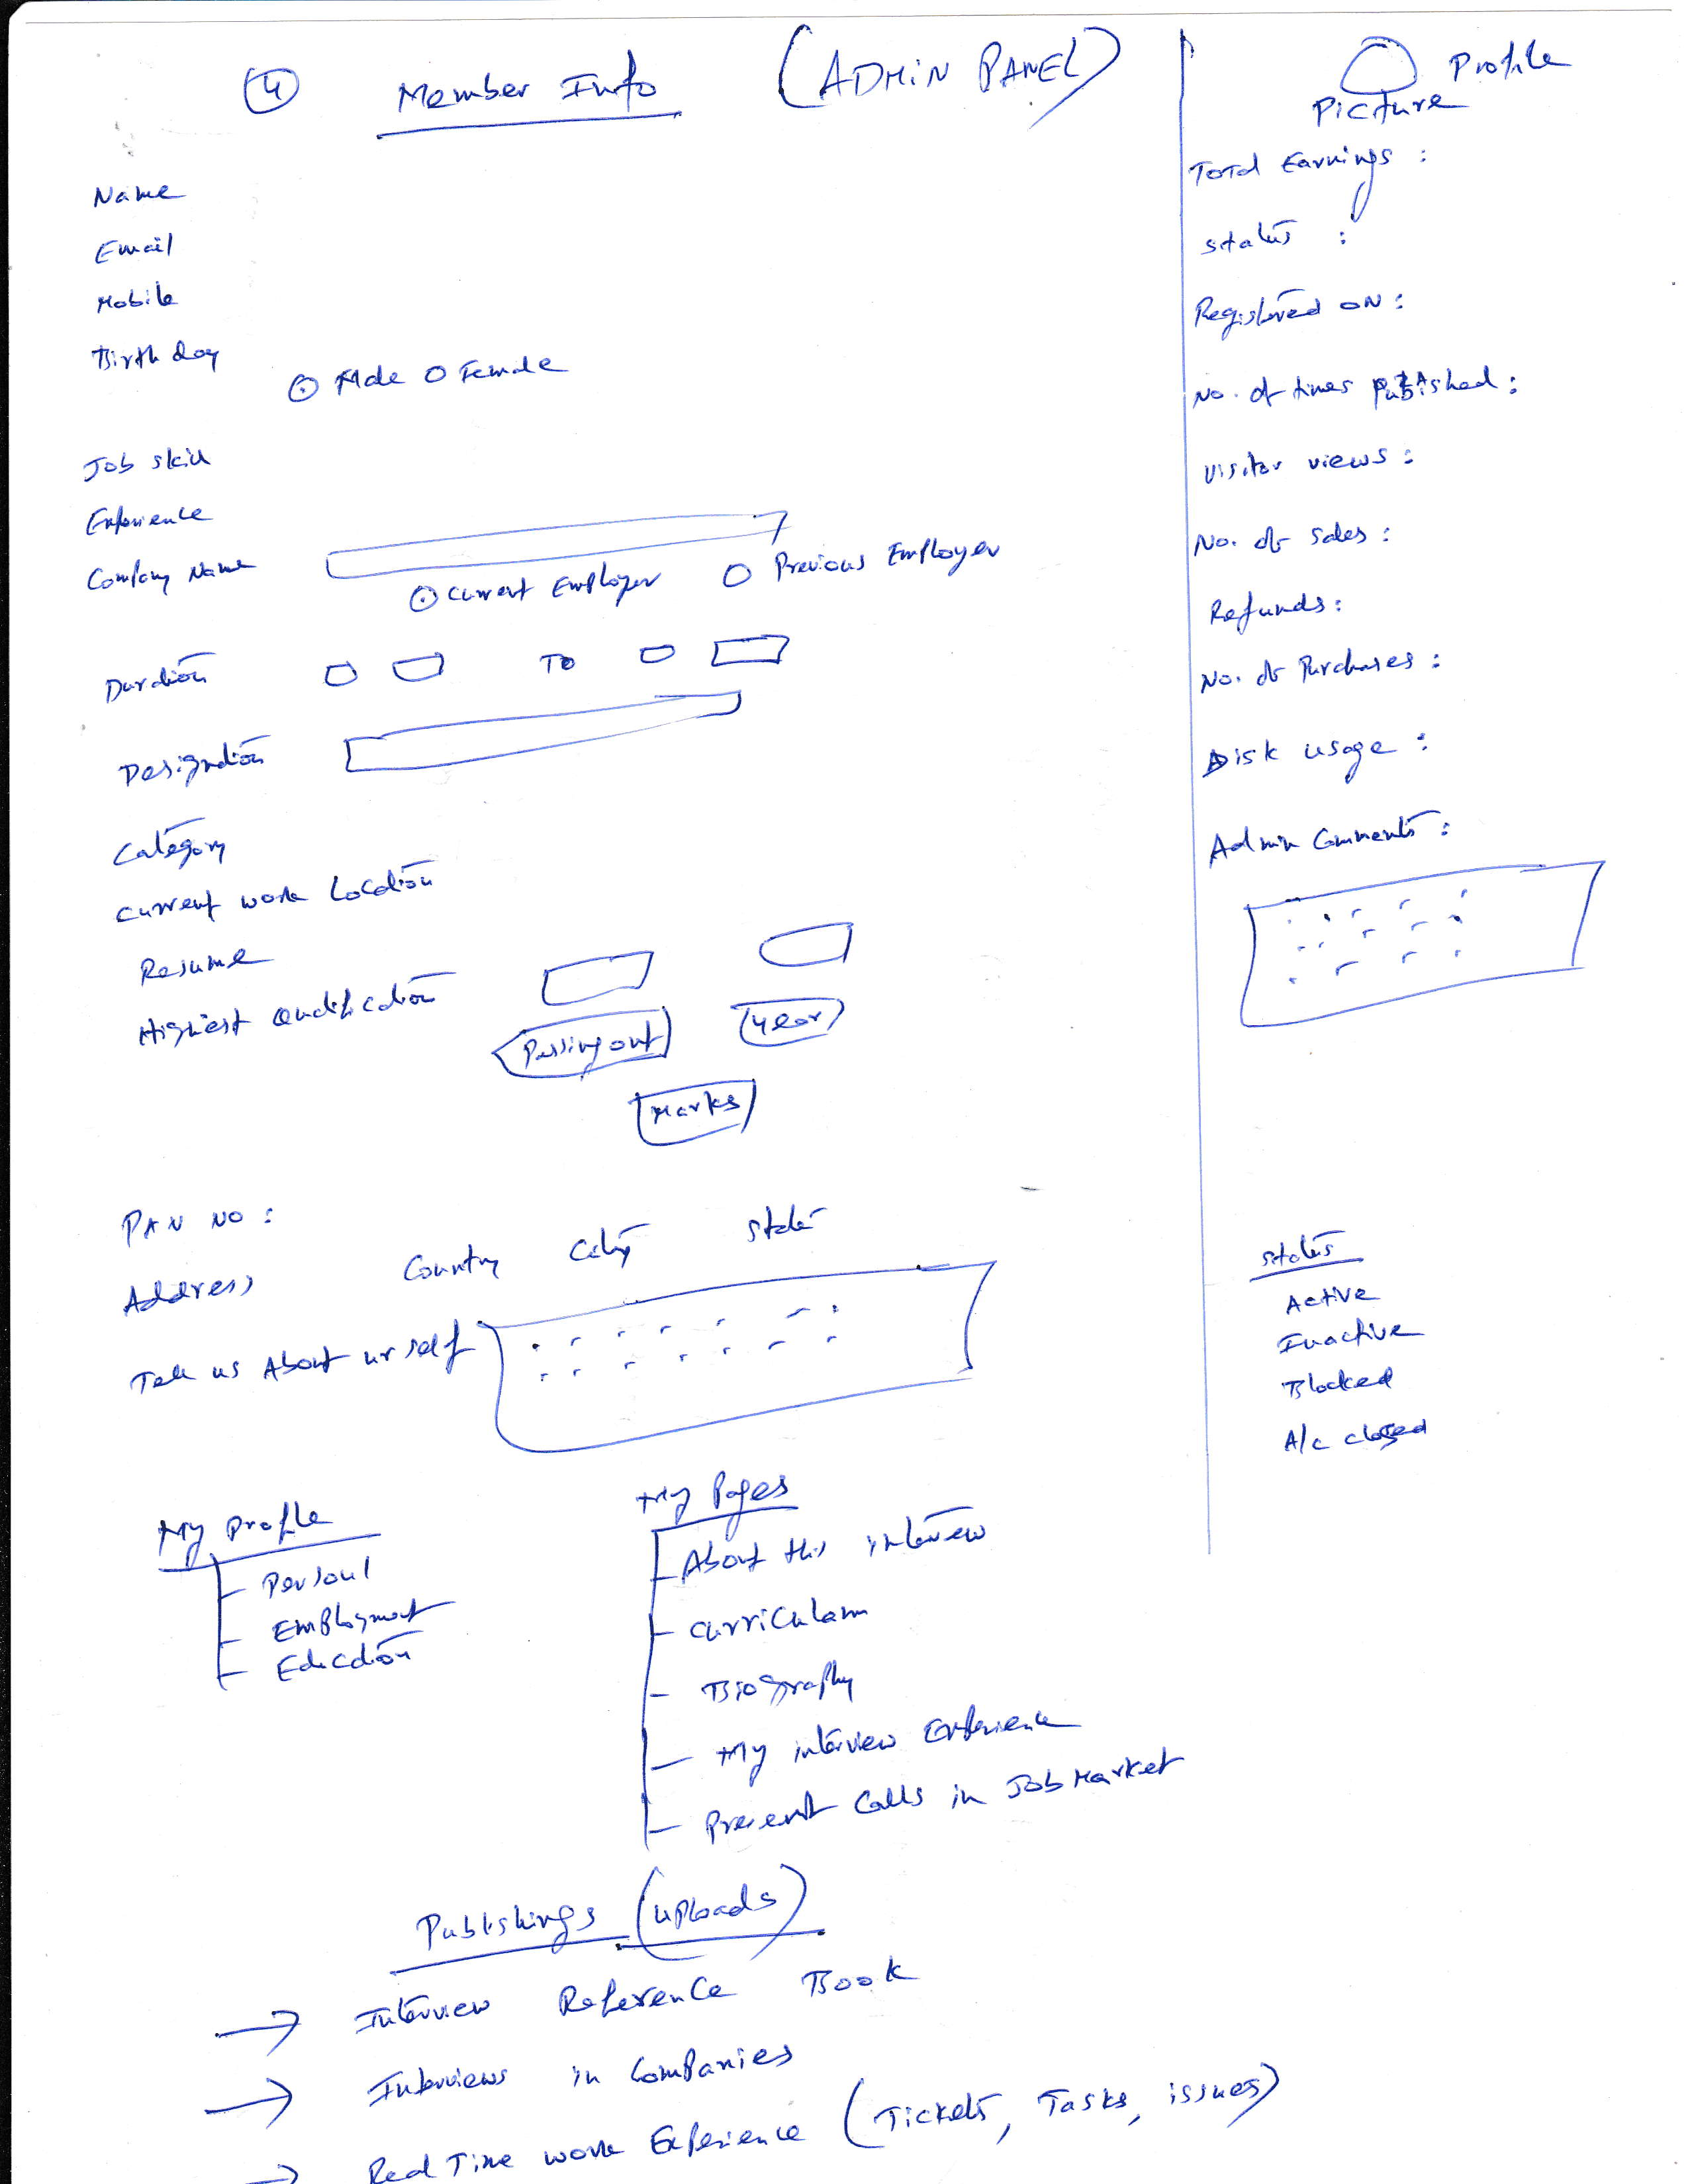 4 Member Info (ADMIN PANEL)
Name
Email
Mobile
Birth day
Male Female
Job skill
Experience
Company Name
Current Employer Previous Employer
Duration To
Designation
Category
Current work Location
Resume
Highest Qualification
Passing out Year
Marks
PAN NO :
Address Country City State
Tell us About urself
My Profile
Personl
Employment
Education
My Pages
About this interview
Curriculam
Biography
My interview Experience
Present Calls in Job Market
Publishings (uploads)
→ Interview Reference Book
→ Interviews in Companies
→ Real Time work Experience (Tickets, Tasks, issues)
Profile
Picture
Total Earnings :
Status :
Registered ON :
No. of times published :
Visitor views :
No. of Sales :
Refunds :
No. of Purchases :
Disk usage :
Admin Comments :
Status
Active
Inactive
Blocked
A/c closed